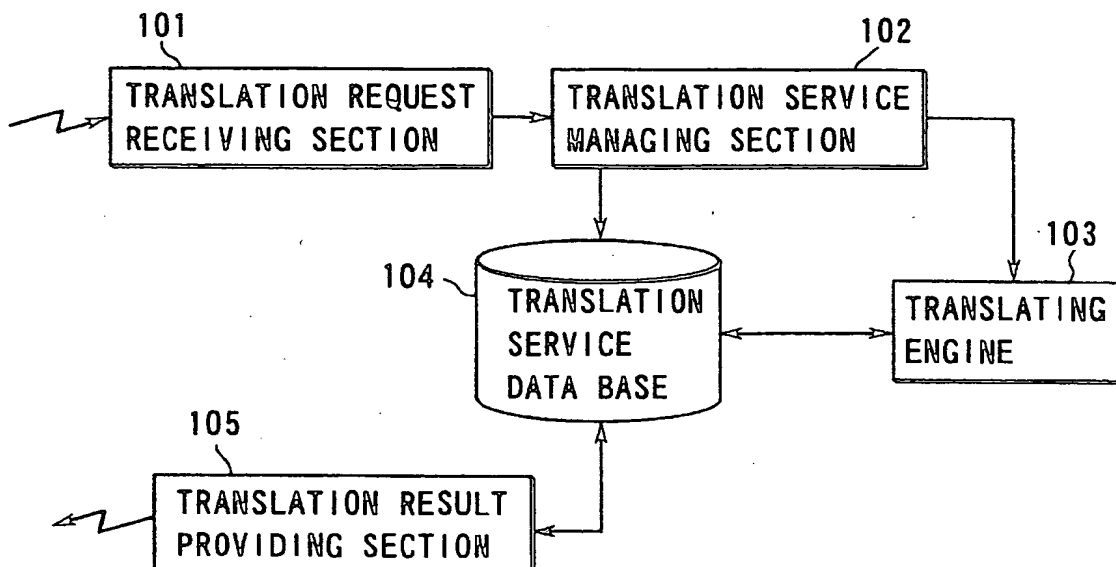 101
TRANSLATION REQUEST
RECEIVING SECTION
102
TRANSLATION SERVICE
MANAGING SECTION
103
TRANSLATING
ENGINE
104
TRANSLATION
SERVICE
DATA BASE
105
TRANSLATION RESULT
PROVIDING SECTION